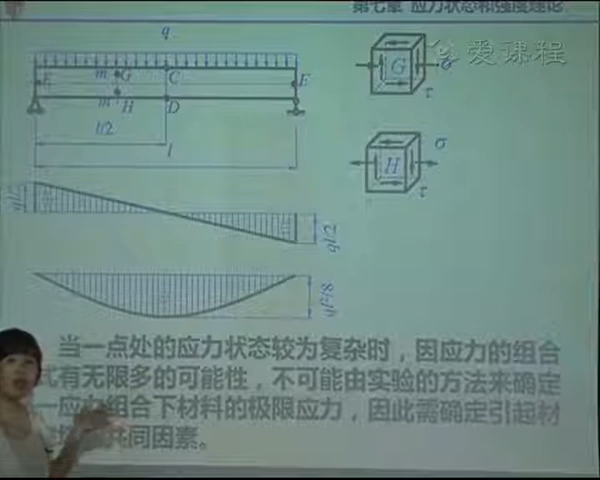 第七章 应力状态和强度理论
爱课程
q
m G C
E E
m H D
l/2
l
G σ
τ
H σ
τ
ql/2
ql²/8
当一点处的应力状态较为复杂时，因应力的组合
式有无限多的可能性，不可能由实验的方法来确定
一应力组合下材料的极限应力，因此需确定引起材
共同因素。